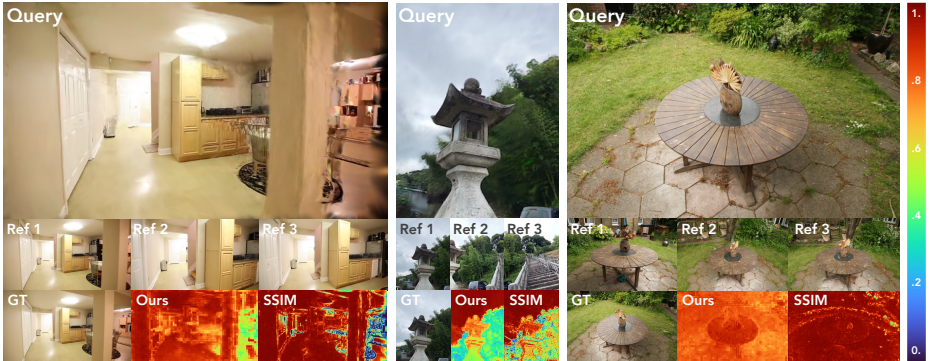 Query
Ref 1 Ref 2 Ref 3
GT Ours SSIM
Query
Ref 1 Ref 2 Ref 3
GT Ours SSIM
Query
Ref 1 Ref 2 Ref 3
GT Ours SSIM
1.
.8
.6
.4
.2
0.